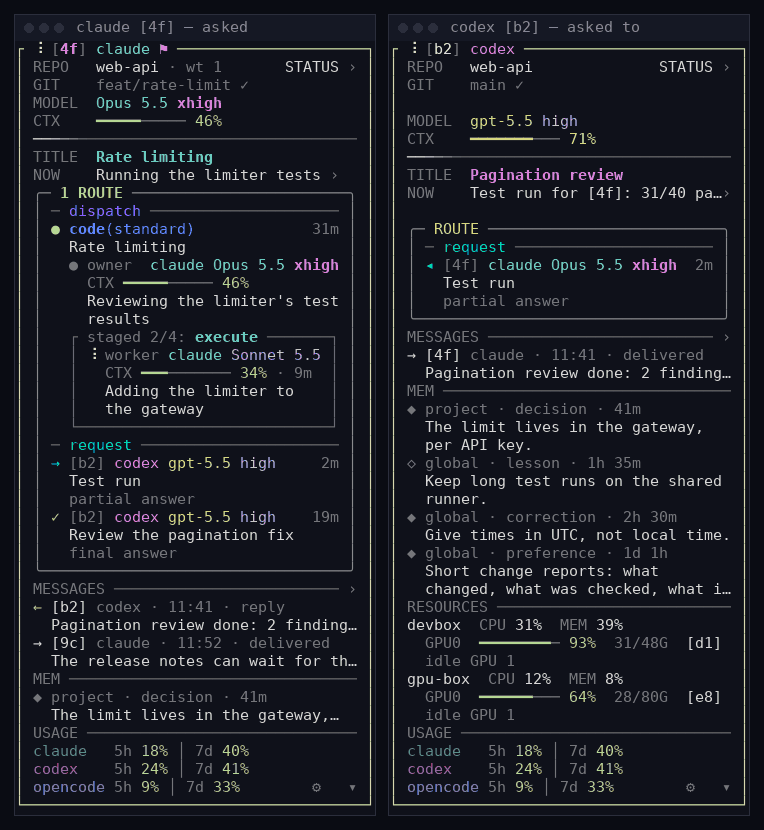 claude [4f] — asked
⠸ [4f] claude ⚑
REPO web-api · wt 1 STATUS ›
GIT feat/rate-limit ✓
MODEL Opus 5.5 xhigh
CTX 46%
TITLE Rate limiting
NOW Running the limiter tests ›
1 ROUTE
dispatch
● code(standard) 31m
Rate limiting
● owner claude Opus 5.5 xhigh
CTX 46%
Reviewing the limiter's test
results
staged 2/4: execute
⠸ worker claude Sonnet 5.5
CTX 34% · 9m
Adding the limiter to
the gateway
request
→ [b2] codex gpt-5.5 high 2m
Test run
partial answer
✓ [b2] codex gpt-5.5 high 19m
Review the pagination fix
final answer
MESSAGES ›
← [b2] codex · 11:41 · reply
Pagination review done: 2 finding…
→ [9c] claude · 11:52 · delivered
The release notes can wait for th…
MEM
◆ project · decision · 41m
The limit lives in the gateway,…
USAGE
claude 5h 18% │ 7d 40%
codex 5h 24% │ 7d 41%
opencode 5h 9% │ 7d 33% ⚙ ▾
codex [b2] — asked to
⠸ [b2] codex
REPO web-api STATUS ›
GIT main ✓
MODEL gpt-5.5 high
CTX 71%
TITLE Pagination review
NOW Test run for [4f]: 31/40 pa…›
ROUTE
request
◂ [4f] claude Opus 5.5 xhigh 2m
Test run
partial answer
MESSAGES ›
→ [4f] claude · 11:41 · delivered
Pagination review done: 2 finding…
MEM
◆ project · decision · 41m
The limit lives in the gateway,
per API key.
◇ global · lesson · 1h 35m
Keep long test runs on the shared
runner.
◆ global · correction · 2h 30m
Give times in UTC, not local time.
◆ global · preference · 1d 1h
Short change reports: what
changed, what was checked, what i…
RESOURCES
devbox CPU 31% MEM 39%
GPU0 93% 31/48G [d1]
idle GPU 1
gpu-box CPU 12% MEM 8%
GPU0 64% 28/80G [e8]
idle GPU 1
USAGE
claude 5h 18% │ 7d 40%
codex 5h 24% │ 7d 41%
opencode 5h 9% │ 7d 33% ⚙ ▾